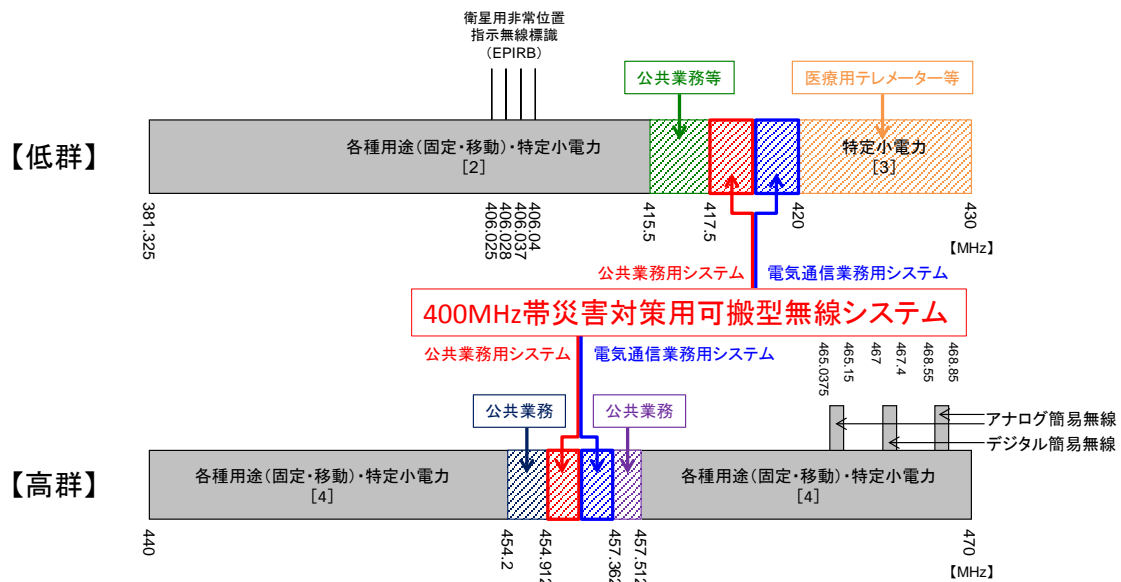 衛星用非常位置
指示無線標識
(EPIRB)
公共業務等
医療用テレメーター等
【低群】
各種用途(固定・移動)・特定小電力
[2]
特定小電力
[3]
381.325
406.025
406.028
406.037
406.04
415.5
417.5
420
430
【MHz】
公共業務用システム
電気通信業務用システム
400MHz帯災害対策用可搬型無線システム
公共業務用システム
電気通信業務用システム
465.0375
465.15
467
467.4
468.55
468.85
公共業務
公共業務
アナログ簡易無線
デジタル簡易無線
【高群】
各種用途(固定・移動)・特定小電力
[4]
各種用途(固定・移動)・特定小電力
[4]
440
454.2
454.912
457.362
457.512
470
【MHz】